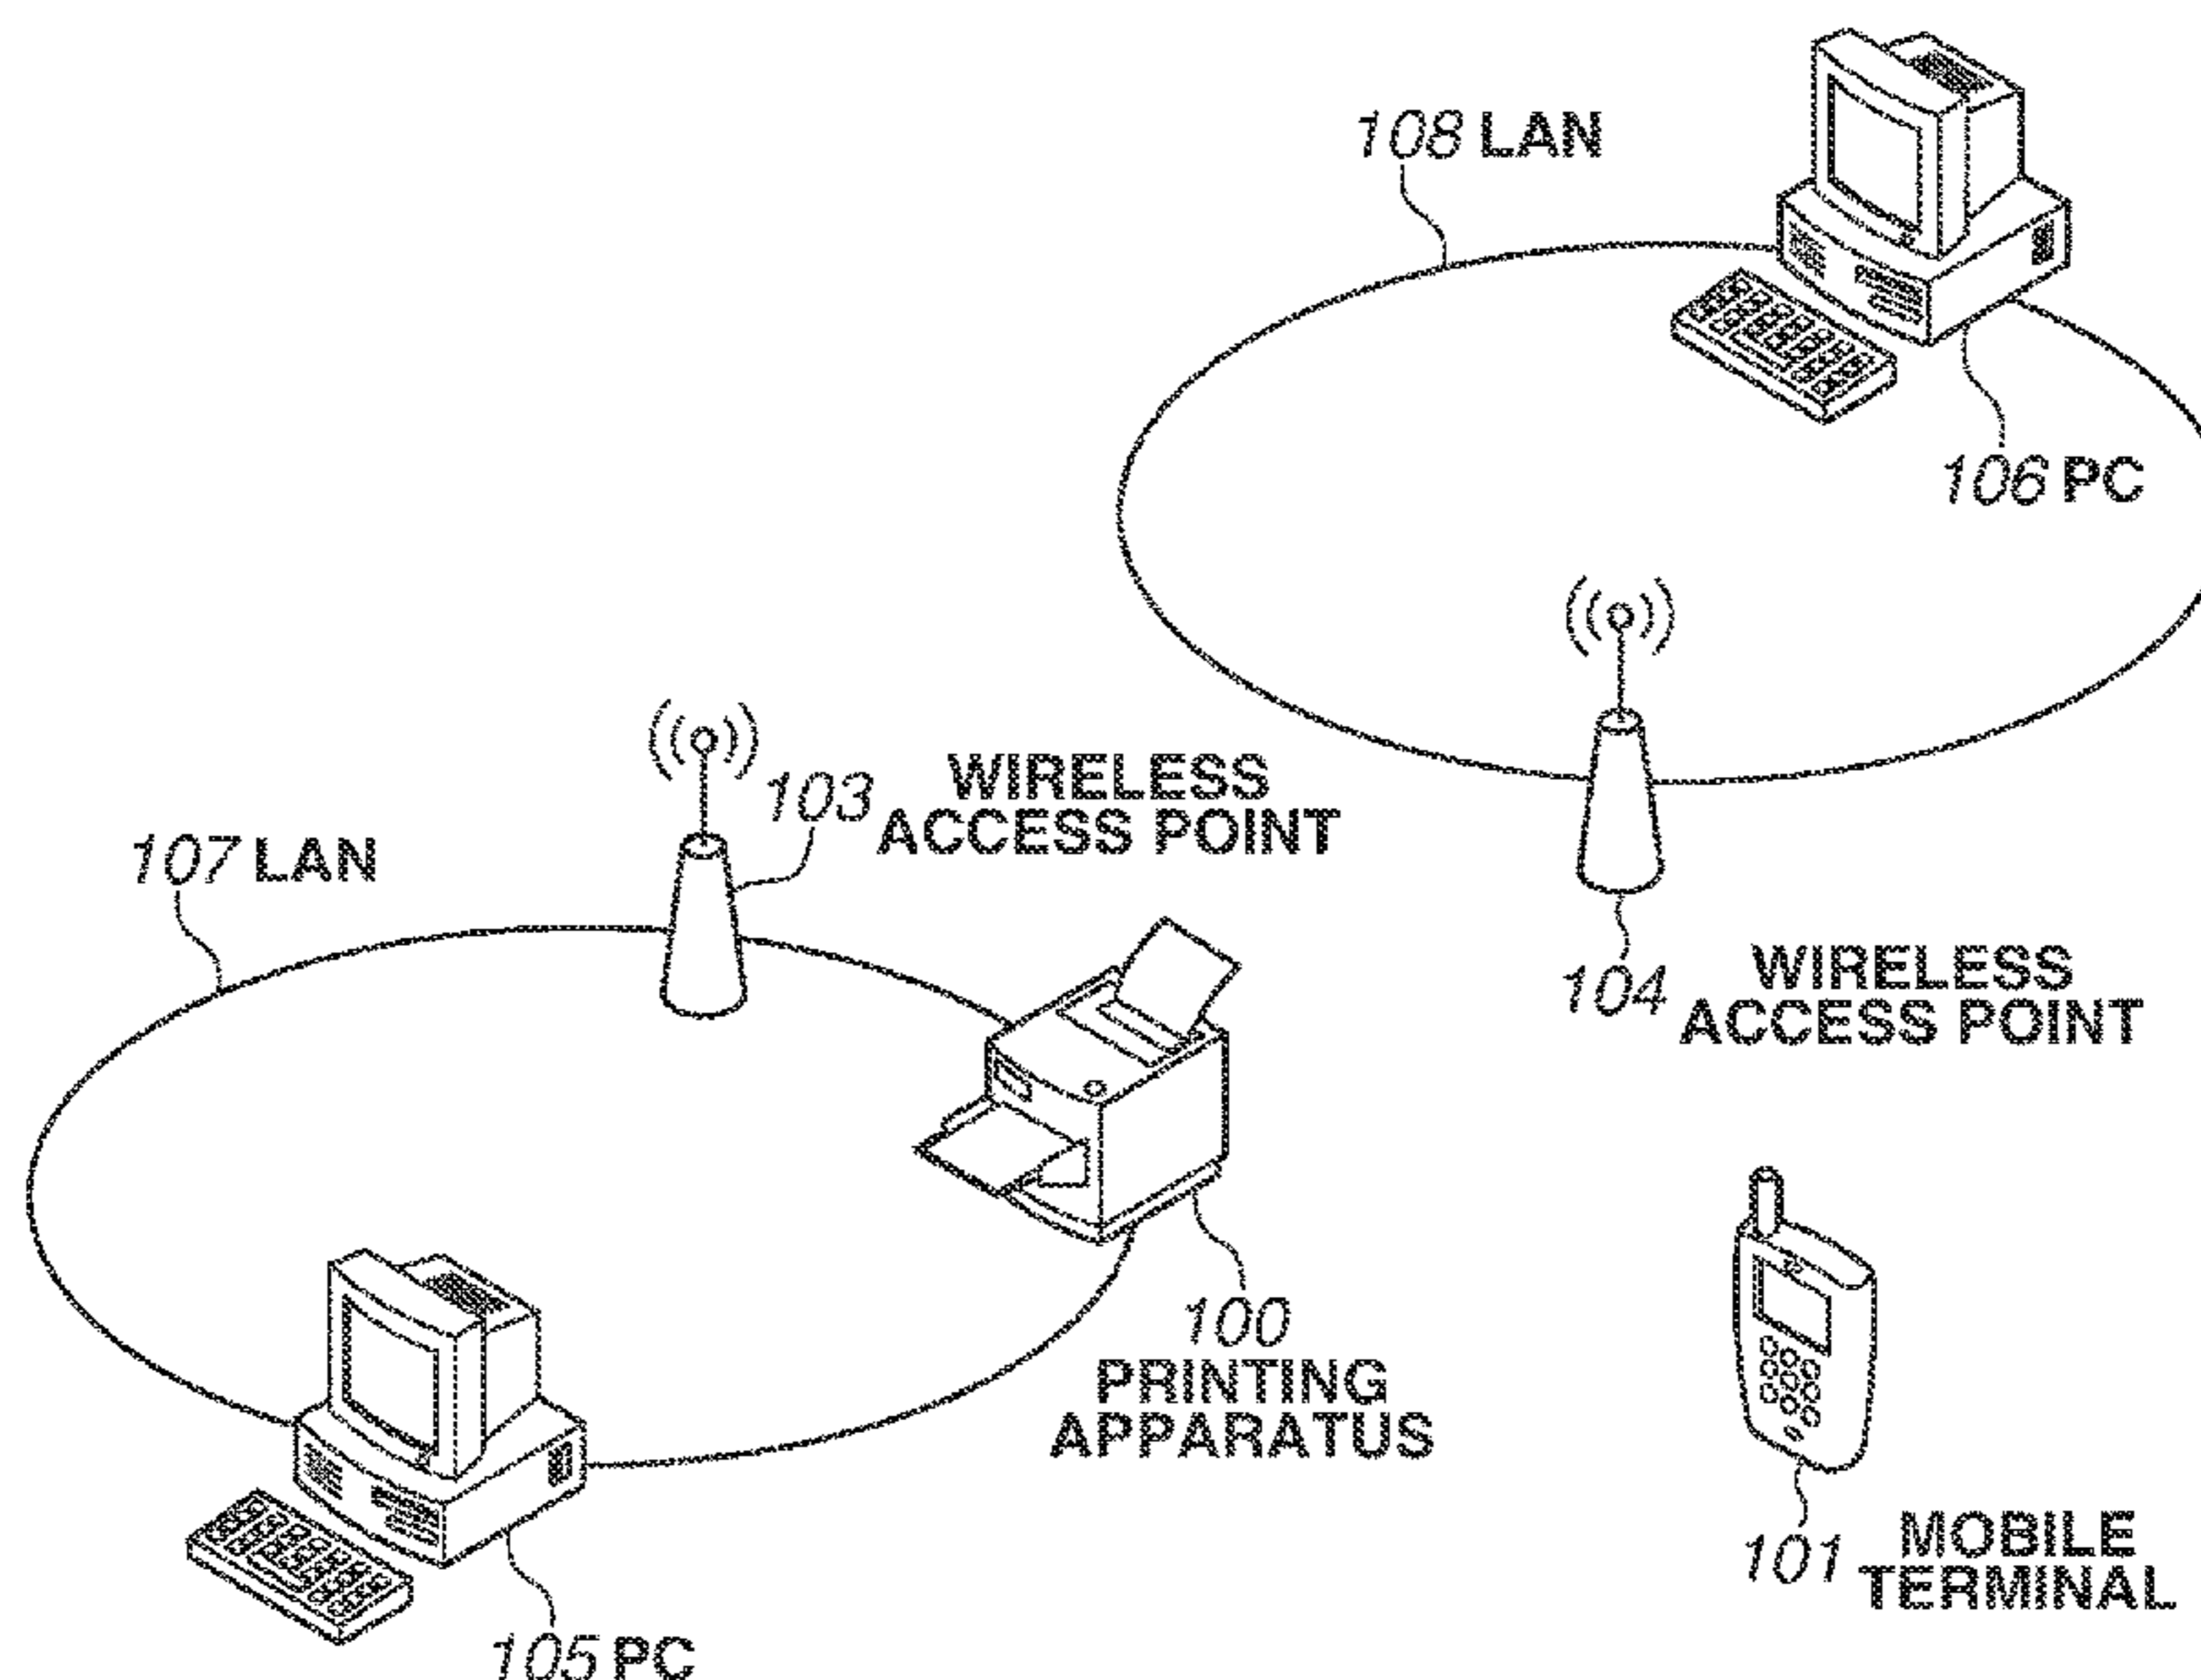 108 LAN
106 PC
103 WIRELESS
ACCESS POINT
107 LAN
104 WIRELESS
ACCESS POINT
100
PRINTING
APPARATUS
101 MOBILE
TERMINAL
105 PC